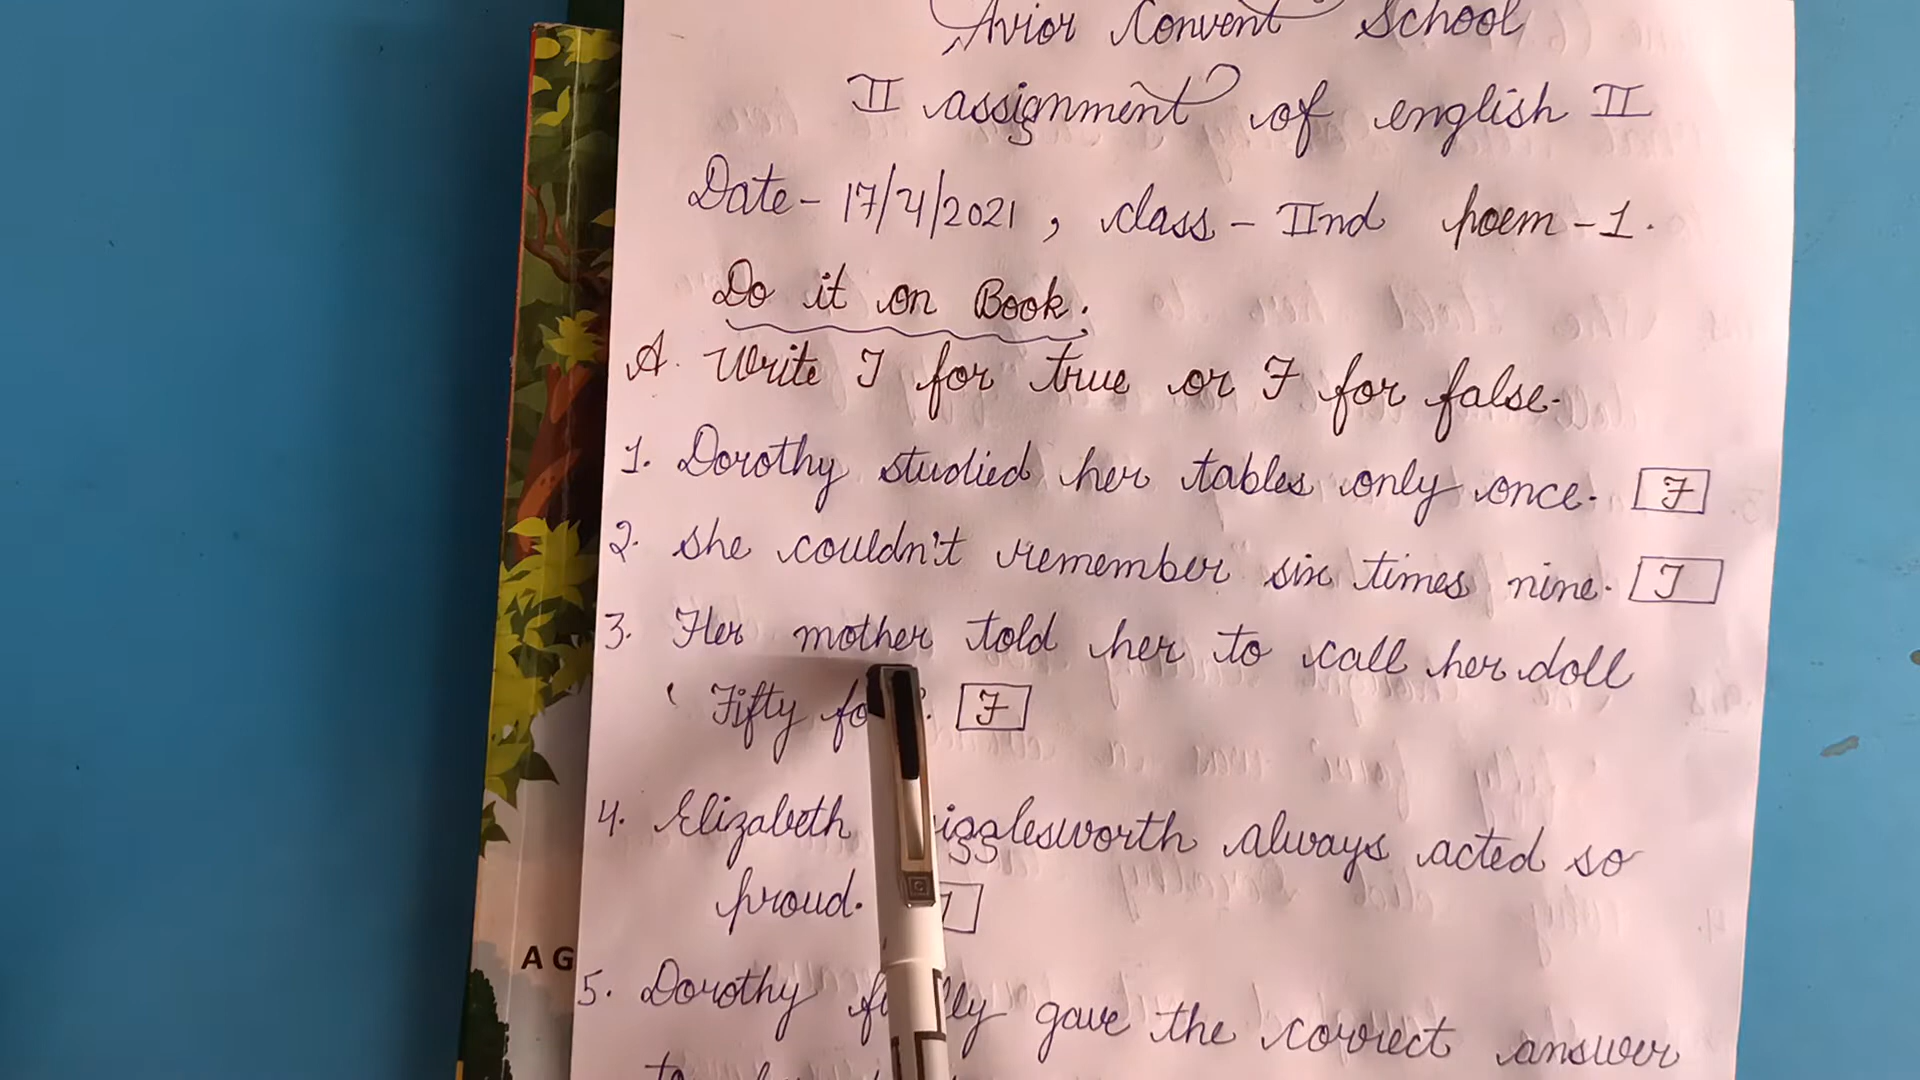 Avior Convent School
II assignment of english II
Date - 17/4/2021 , class - IInd poem - 1.
Do it on Book.
A. Write T for true or F for false.
1. Dorothy studied her tables only once. F
2. She couldn't remember six times nine. T
3. Her mother told her to call her doll
' Fifty . F
4. Elizabeth always acted so
proud.
5. Dorothy gave the correct answer
to
A G